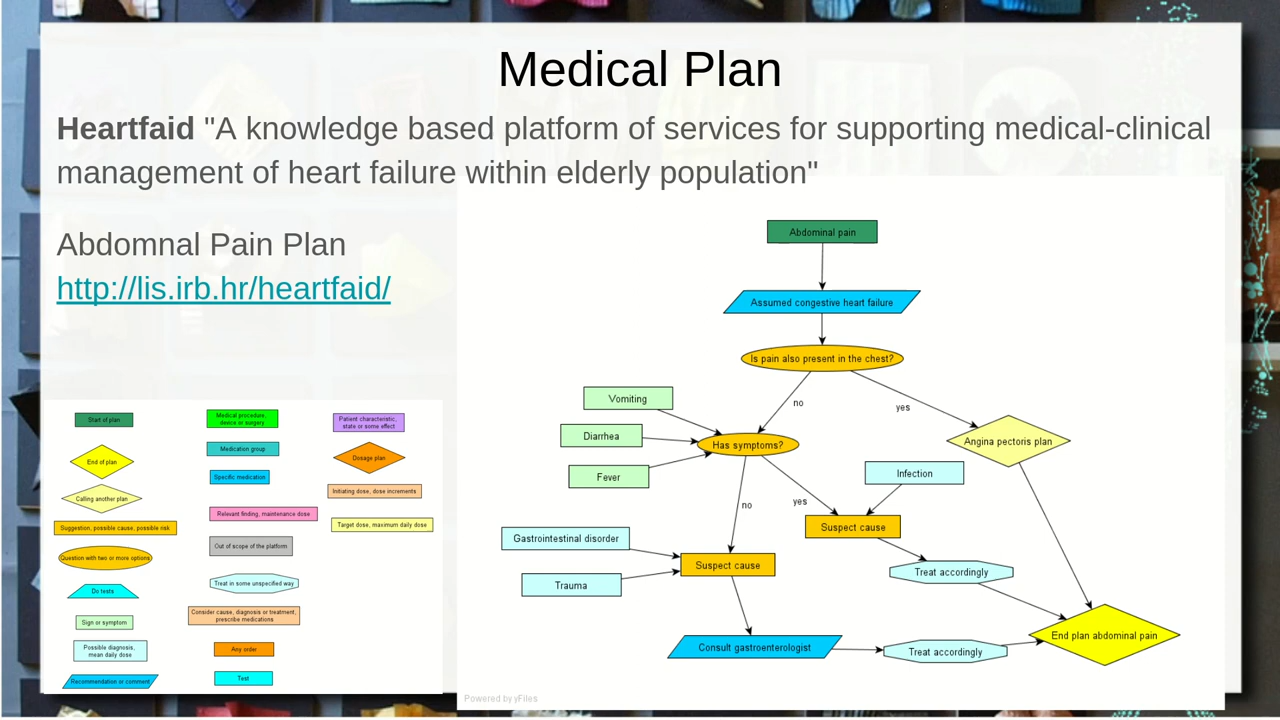 Medical Plan
Heartfaid "A knowledge based platform of services for supporting medical-clinical
management of heart failure within elderly population"
Abdomnal Pain Plan
http://lis.irb.hr/heartfaid/
Abdominal pain
Assumed congestive heart failure
Is pain also present in the chest?
no
yes
Vomiting
Diarrhea
Fever
Has symptoms?
Angina pectoris plan
Infection
no
yes
Suspect cause
Gastrointestinal disorder
Trauma
Suspect cause
Treat accordingly
Consult gastroenterologist
Treat accordingly
End plan abdominal pain
Powered by yFiles
Start of plan
End of plan
Calling another plan
Suggestion, possible cause, possible risk
Question with two or more options
Do tests
Sign or symptom
Possible diagnosis,
mean daily dose
Recommendation or comment
Medical procedure,
device or surgery
Medication group
Specific medication
Relevant finding, maintenance dose
Out of scope of the platform
Treat in some unspecified way
Consider cause, diagnosis or treatment,
prescribe medications
Any order
Test
Patient characteristic,
state or some effect
Dosage plan
Initiating dose, dose increments
Target dose, maximum daily dose